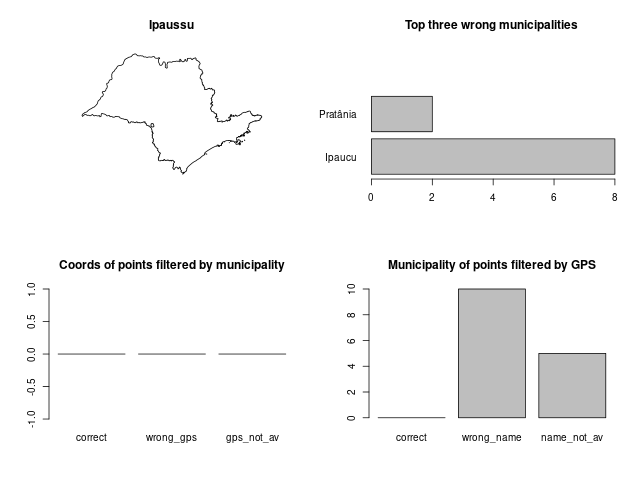 Ipaussu
Top three wrong municipalities
Pratânia
Ipaucu
0 2 4 6 8
Coords of points filtered by municipality
1.0
0.5
0.0
-0.5
-1.0
correct wrong_gps gps_not_av
Municipality of points filtered by GPS
10
8
6
4
2
0
correct wrong_name name_not_av